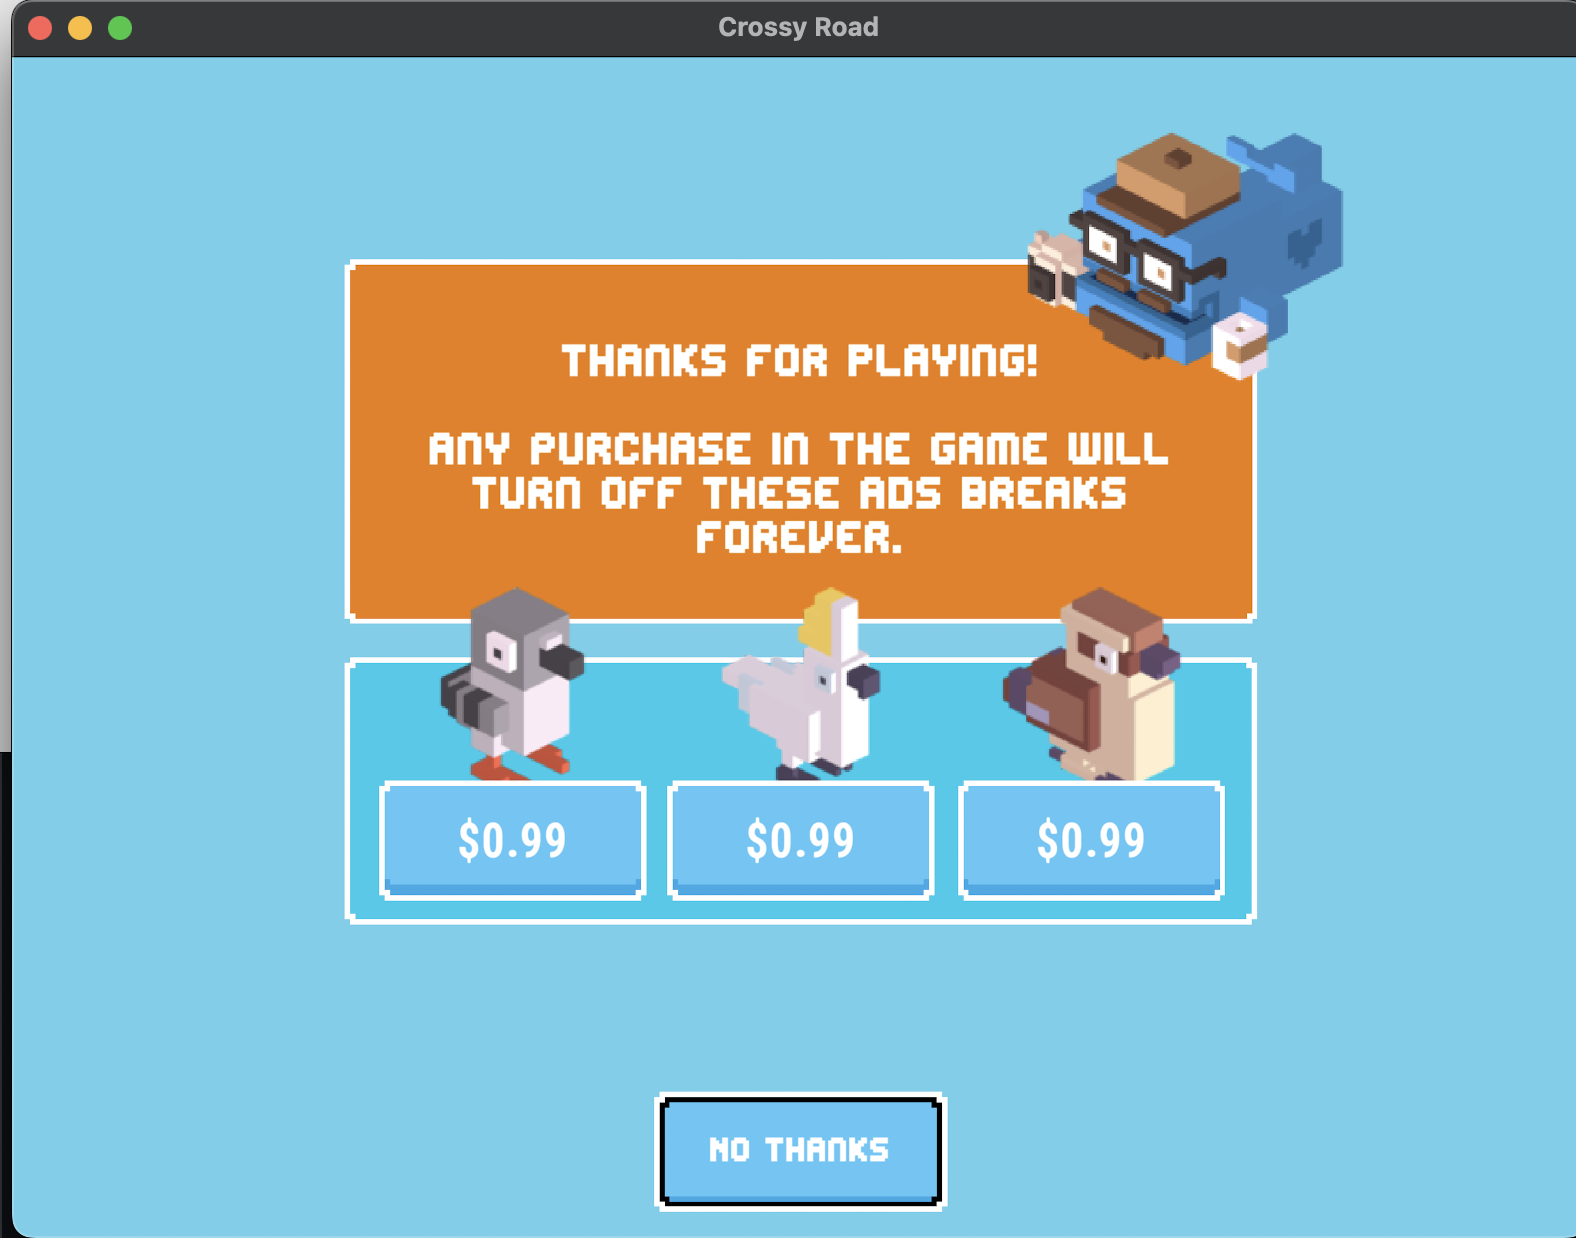 Crossy Road
THANKS FOR PLAYING!
ANY PURCHASE IN THE GAME WILL
TURN OFF THESE ADS BREAKS
FOREVER.
$0.99 $0.99 $0.99
NO THANKS